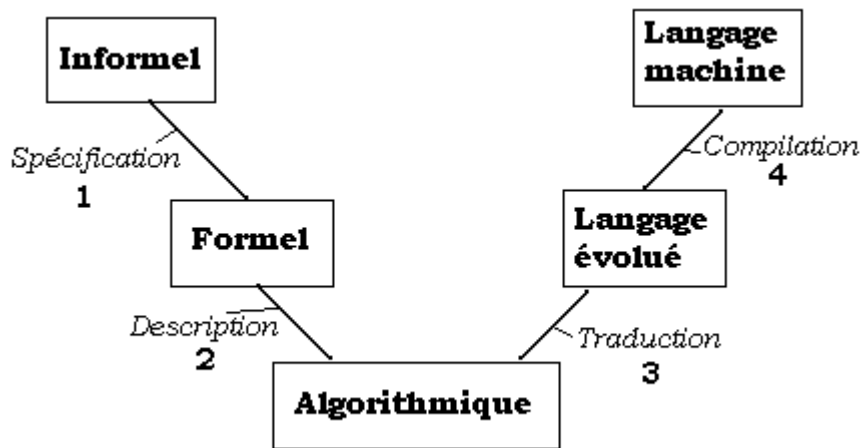 Informel
Langage
machine
Spécification
1
Compilation
4
Formel
Langage
évolué
Description
2
Traduction
3
Algorithmique